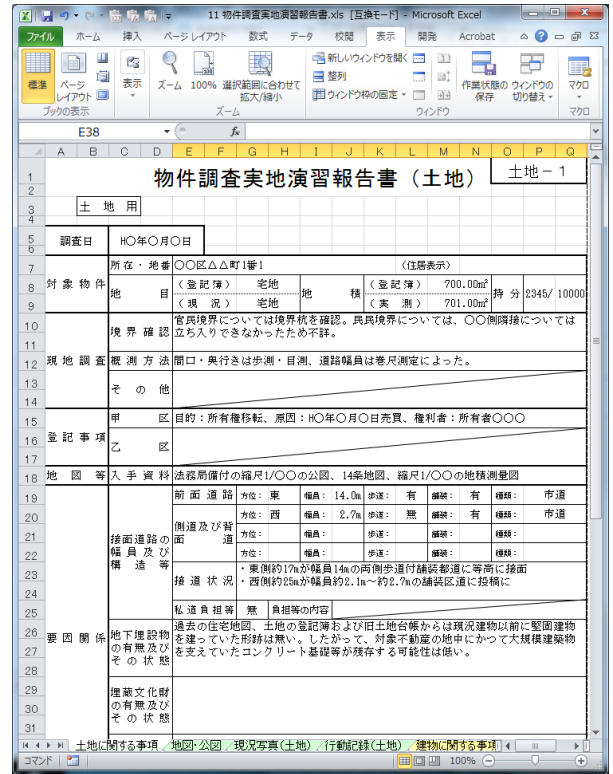 11 物件調査実地演習報告書.xls [互換モード] - Microsoft Excel
ファイル ホーム 挿入 ページ レイアウト 数式 データ 校閲 表示 開発 Acrobat
標準 ページ レイアウト 表示 ズーム 100% 選択範囲に合わせて 拡大/縮小 新しいウィンドウを開く 整列 ウィンドウ枠の固定 作業状態の 保存 ウィンドウの 切り替え マクロ
ブックの表示 ズーム ウィンドウ マクロ
E38 fx
A B C D E F G H I J K L M N O P Q
1 物件調査実地演習報告書（土地） 土地－1
2
3 土 地 用
4
5 調査日 H○年○月○日
6
7 所在・地番 ○○区△△町1番1 （住居表示）
8 対象物件 地 目 （登記簿） 宅地 地 積 （登記簿） 700.00㎡ 持 分 2345/ 10000
9 （現 況） 宅地 （実 測） 701.00㎡
10 官民境界については境界杭を確認。民民境界については、○○側隣接については
11 境界確認 立ち入りできなかったため不詳。
12 現地調査 概測方法 間口・奥行きは歩測・目測、道路幅員は巻尺測定によった。
13 その他
14
15 甲 区 目的：所有権移転、原因：H○年○月○日売買、権利者：所有者○○○
16 登記事項 乙 区
17
18 地 図 等 入手資料 法務局備付の縮尺1/○○の公図、14条地図、縮尺1/○○の地積測量図
19 前面道路 方位： 東 幅員： 14.0m 歩道： 有 舗装： 有 種類： 市道
20 方位： 西 幅員： 2.7m 歩道： 無 舗装： 有 種類： 市道
21 接面道路の 幅員及び 構造等 側道及び背面道 方位： 幅員： 歩道： 舗装： 種類：
22 方位： 幅員： 歩道： 舗装： 種類：
23 ・東側約17mが幅員14mの両側歩道付舗装都道に等高に接面
24 接道状況 ・西側約25mが幅員約2.1m～約2.7mの舗装区道に投稿に
25 私道負担等 無 負担等の内容
26 要因関係 地下埋設物 過去の住宅地図、土地の登記簿および旧土地台帳からは現況建物以前に堅固建物
27 の有無及び を建っていた形跡は無い。したがって、対象不動産の地中にかつて大規模建築物
28 その状態 を支えていたコンクリート基礎等が残存する可能性は低い。
29 埋蔵文化財
30 の有無及び
31 その状態
土地に関する事項 地図・公図 現況写真(土地) 行動記録(土地) 建物に関する事項
コマンド 100%